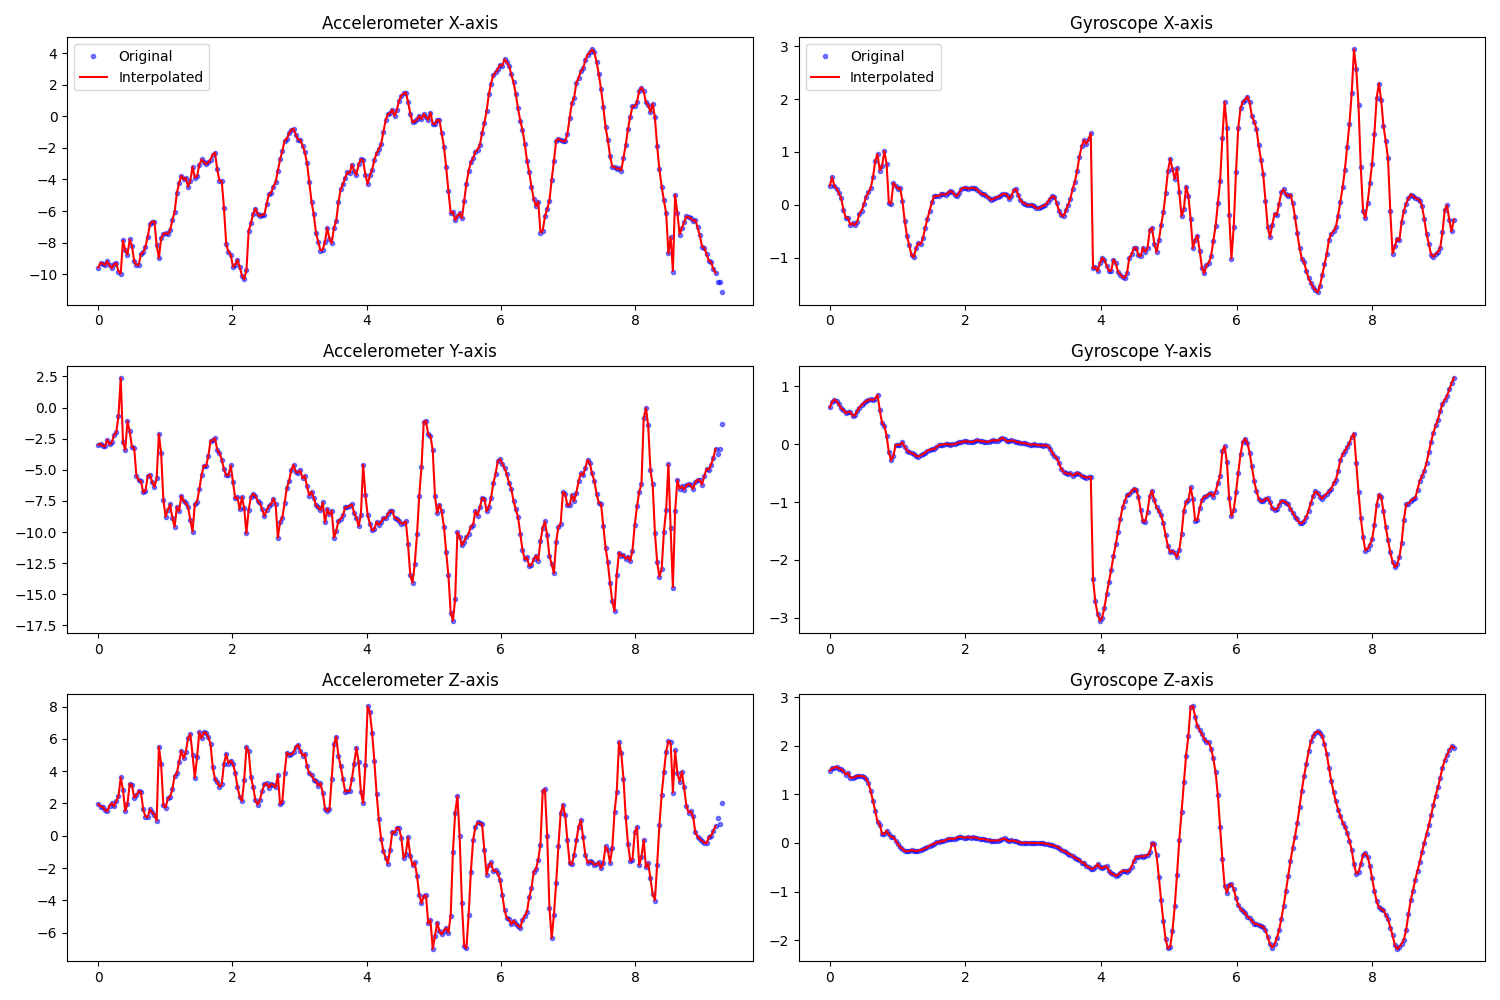 Accelerometer X-axis
Original
Interpolated
4
2
0
−2
−4
−6
−8
−10
0 2 4 6 8
Gyroscope X-axis
Original
Interpolated
3
2
1
0
−1
0 2 4 6 8
Accelerometer Y-axis
2.5
0.0
−2.5
−5.0
−7.5
−10.0
−12.5
−15.0
−17.5
0 2 4 6 8
Gyroscope Y-axis
1
0
−1
−2
−3
0 2 4 6 8
Accelerometer Z-axis
8
6
4
2
0
−2
−4
−6
0 2 4 6 8
Gyroscope Z-axis
3
2
1
0
−1
−2
0 2 4 6 8